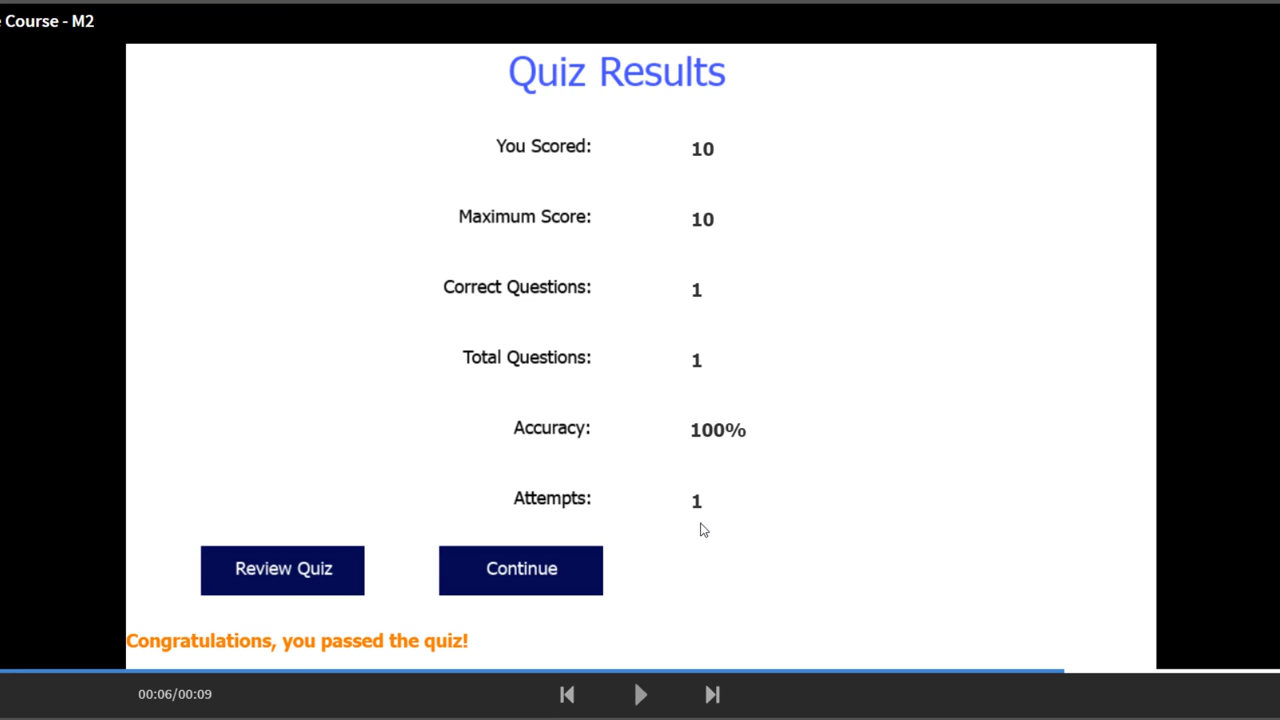 Course - M2
Quiz Results
You Scored: 10
Maximum Score: 10
Correct Questions: 1
Total Questions: 1
Accuracy: 100%
Attempts: 1
Review Quiz Continue
Congratulations, you passed the quiz!
00:06/00:09